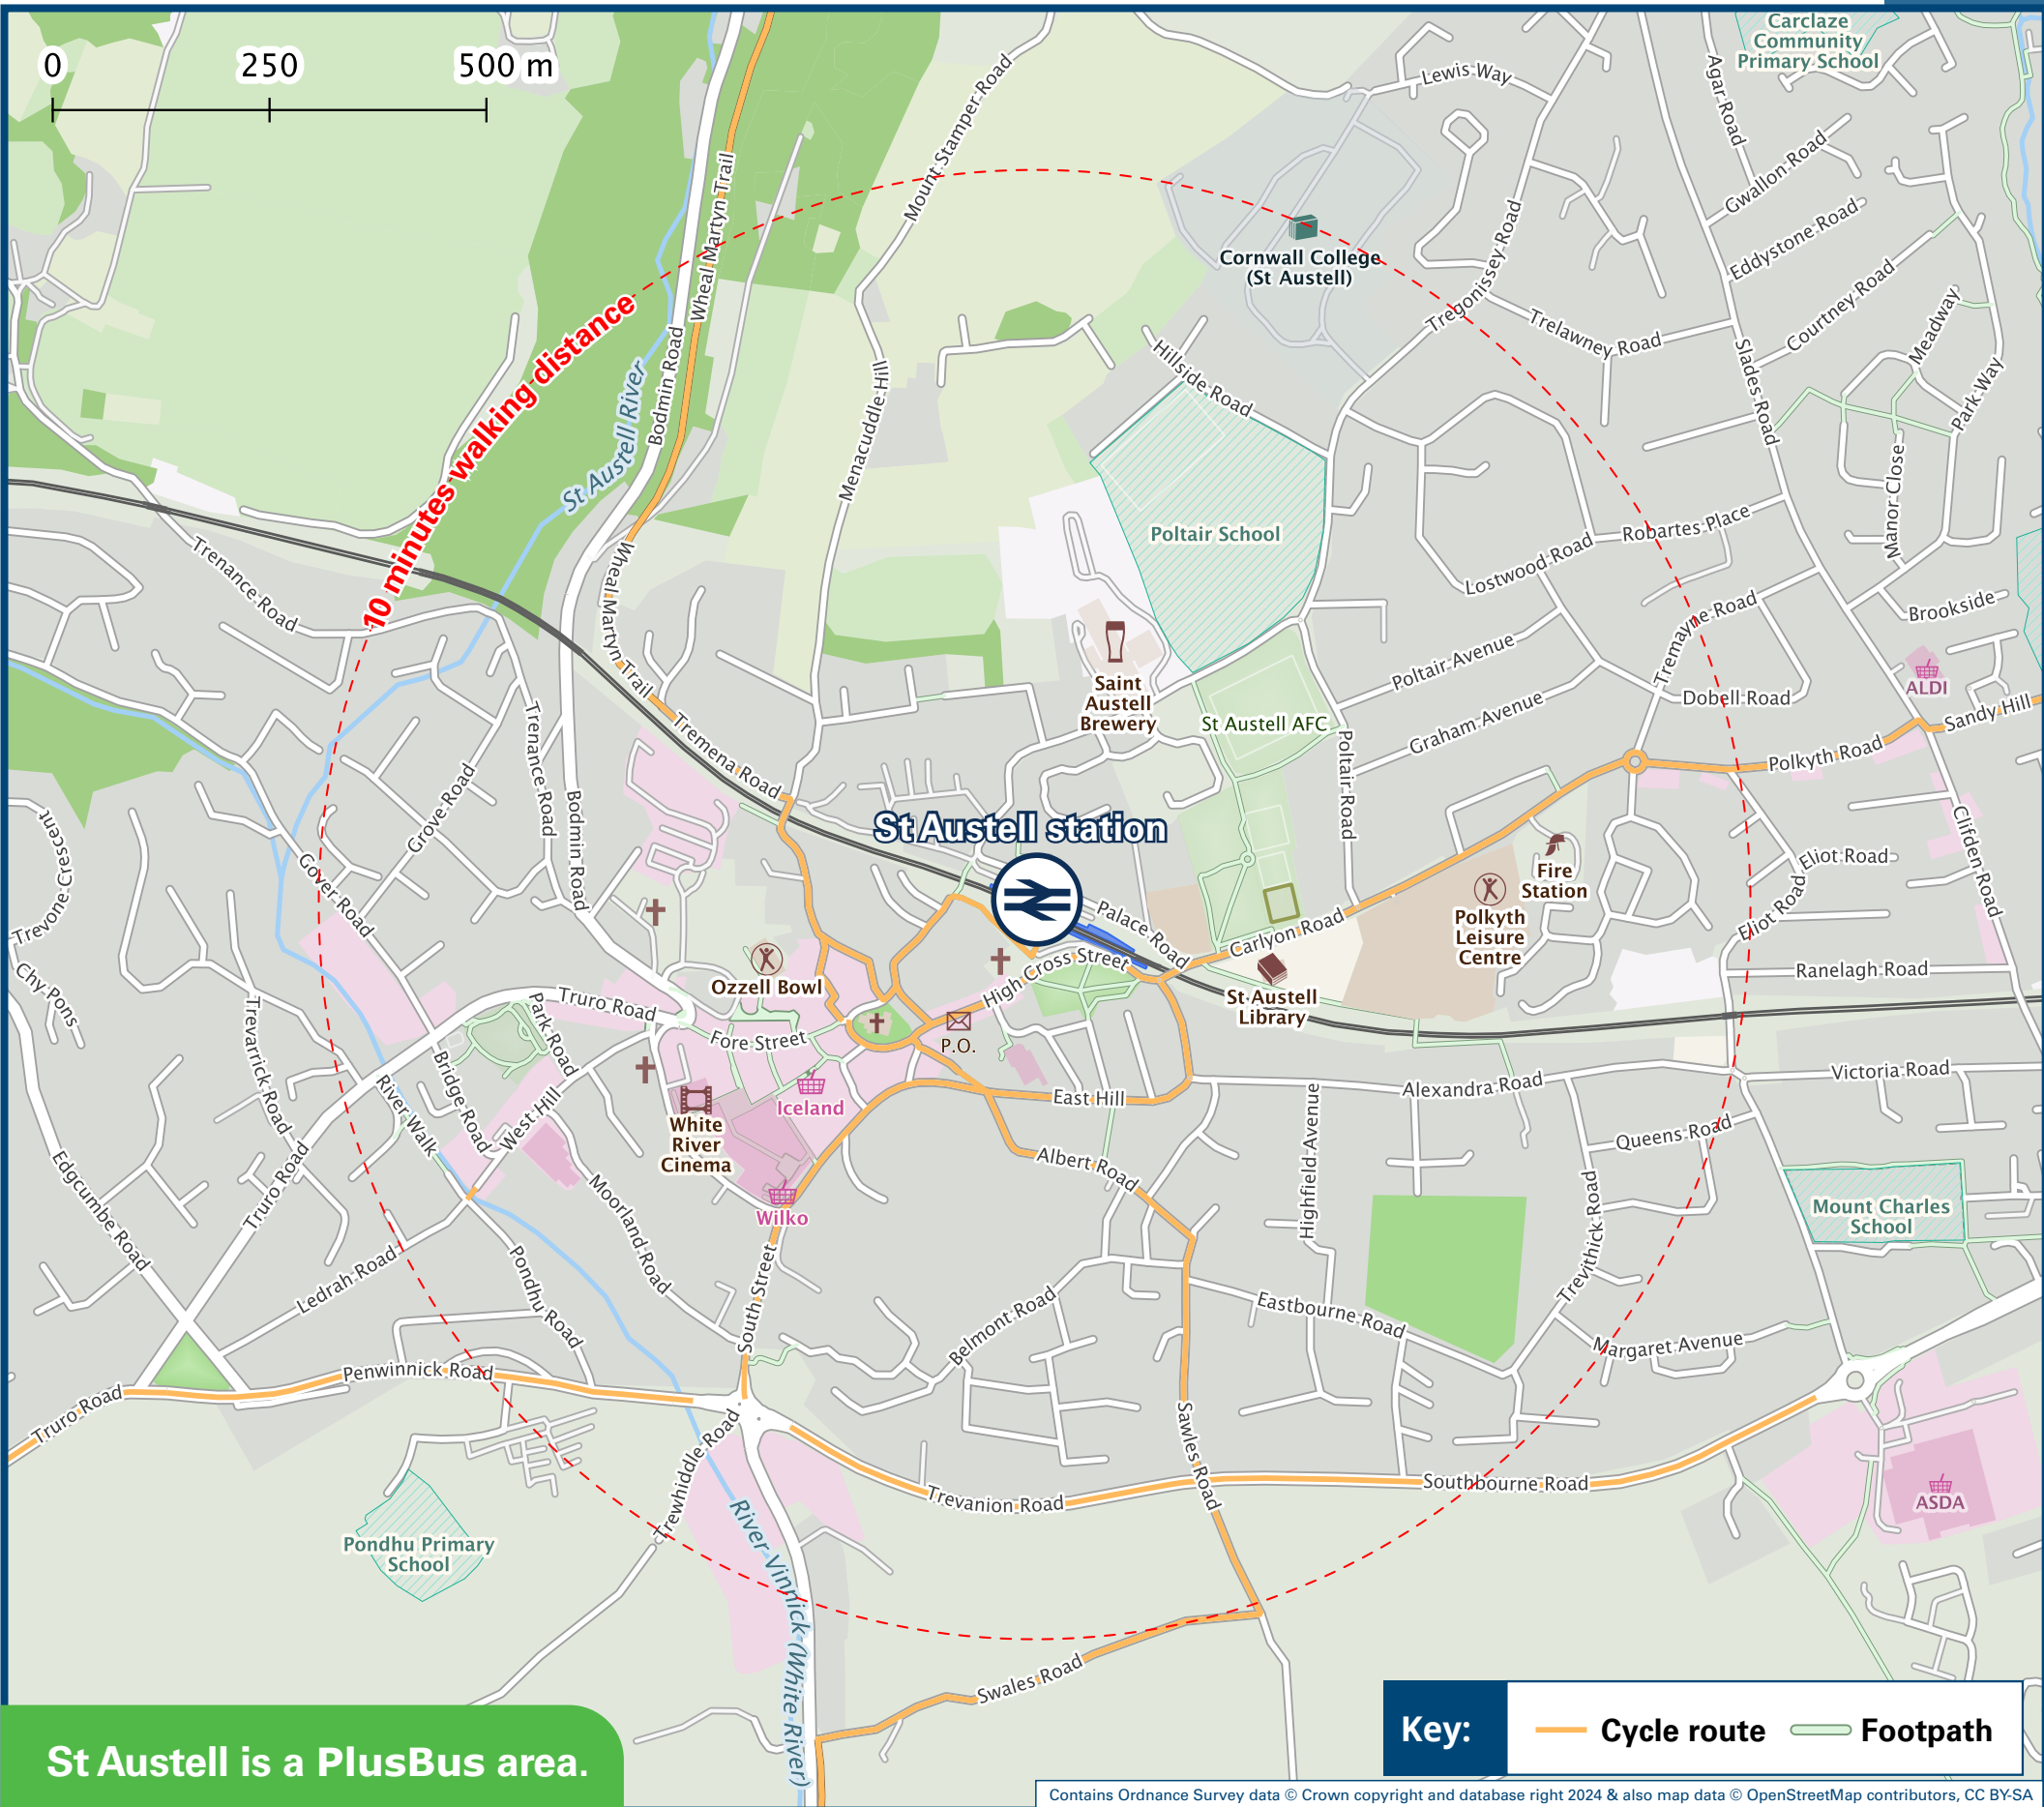 0 250 500 m
Carclaze
Community
Primary School
Lewis Way
Agar Road
Mount Stamper Road
Gwallon Road
Wheal Martyn Trail
Eddystone Road
Cornwall College
(St Austell)
Tregonissey Road
Courtney Road
Meadway
10 minutes walking distance
Trelawney Road
Slades Road
Park Way
Hillside Road
Bodmin Road
St Austell River
Menacuddle Hill
Manor Close
Poltair School
Robartes Place
Lostwood Road
Trenance Road
Wheal Martyn Trail
Brookside
Tremayne Road
Poltair Avenue
Saint
Austell
Brewery
ALDI
Dobell Road
St Austell AFC
Graham Avenue
Sandy Hill
Trenance Road
Tremena Road
Poltair Road
Polkyth Road
Grove Road
Bodmin Road
St Austell station
Trevone Crescent
Clifden Road
Eliot Road
Fire
Station
Gover Road
Palace Road
Carlyon Road
Polkyth
Leisure
Centre
Eliot Road
Chy Pons
Ozzell Bowl
High Cross Street
Ranelagh Road
St Austell
Library
Truro Road
Park Road
Fore Street
P.O.
Trevarrick Road
Bridge Road
River Walk
West Hill
Iceland
East Hill
Highfield Avenue
Alexandra Road
Victoria Road
White
River
Cinema
Queens Road
Albert Road
Edgcumbe Road
Truro Road
Moorland Road
Wilko
Trevithick Road
Mount Charles
School
Ledrah Road
Pondhu Road
South Street
Belmont Road
Eastbourne Road
Margaret Avenue
Penwinnick Road
Truro Road
Trewhiddle Road
Sawles Road
Trevanion Road
Southbourne Road
ASDA
Pondhu Primary
School
River Vinnick (White River)
Swales Road
Key:
Cycle route
Footpath
St Austell is a PlusBus area.
Contains Ordnance Survey data © Crown copyright and database right 2024 & also map data © OpenStreetMap contributors, CC BY-SA